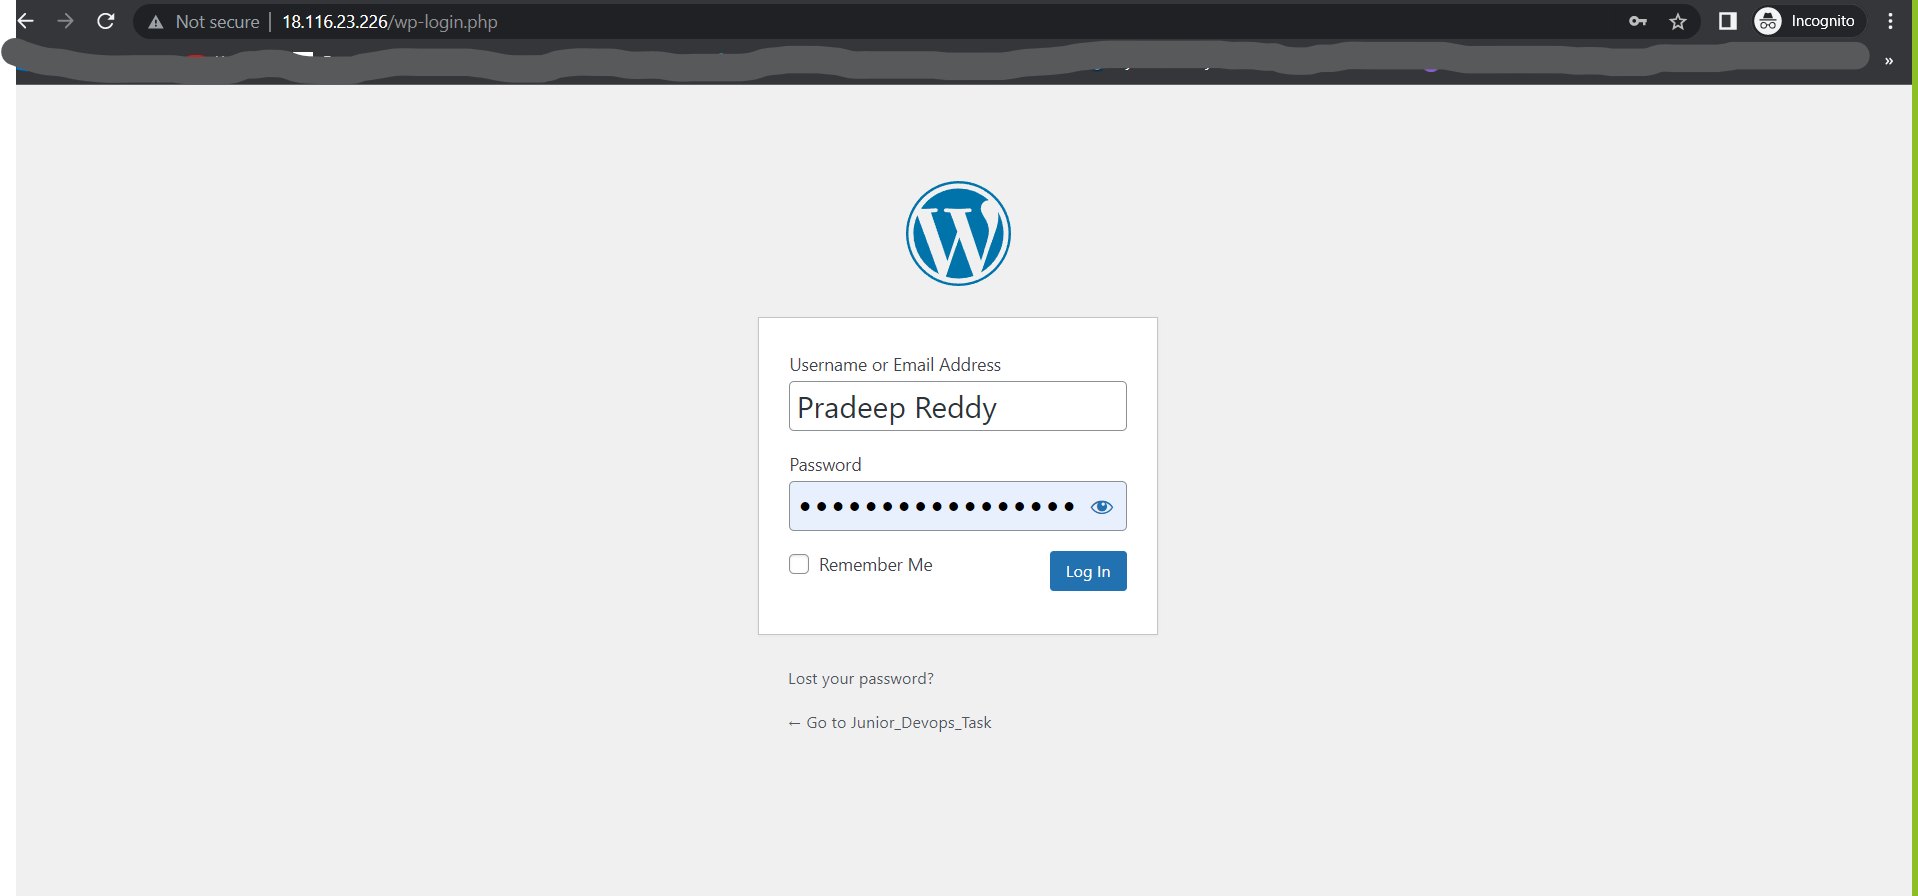 Not secure | 18.116.23.226/wp-login.php
Incognito
»
Username or Email Address
Pradeep Reddy
Password
••••••••••••••••••
Remember Me
Log In
Lost your password?
← Go to Junior_Devops_Task